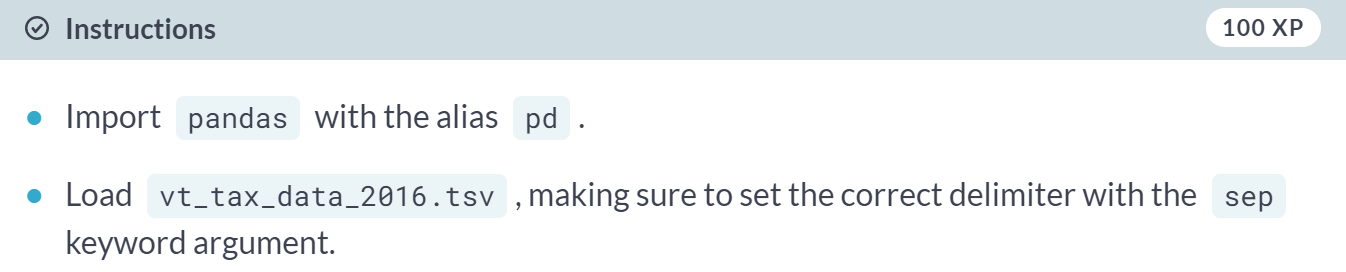 Instructions 100 XP
Import pandas with the alias pd .
Load vt_tax_data_2016.tsv , making sure to set the correct delimiter with the sep
keyword argument.